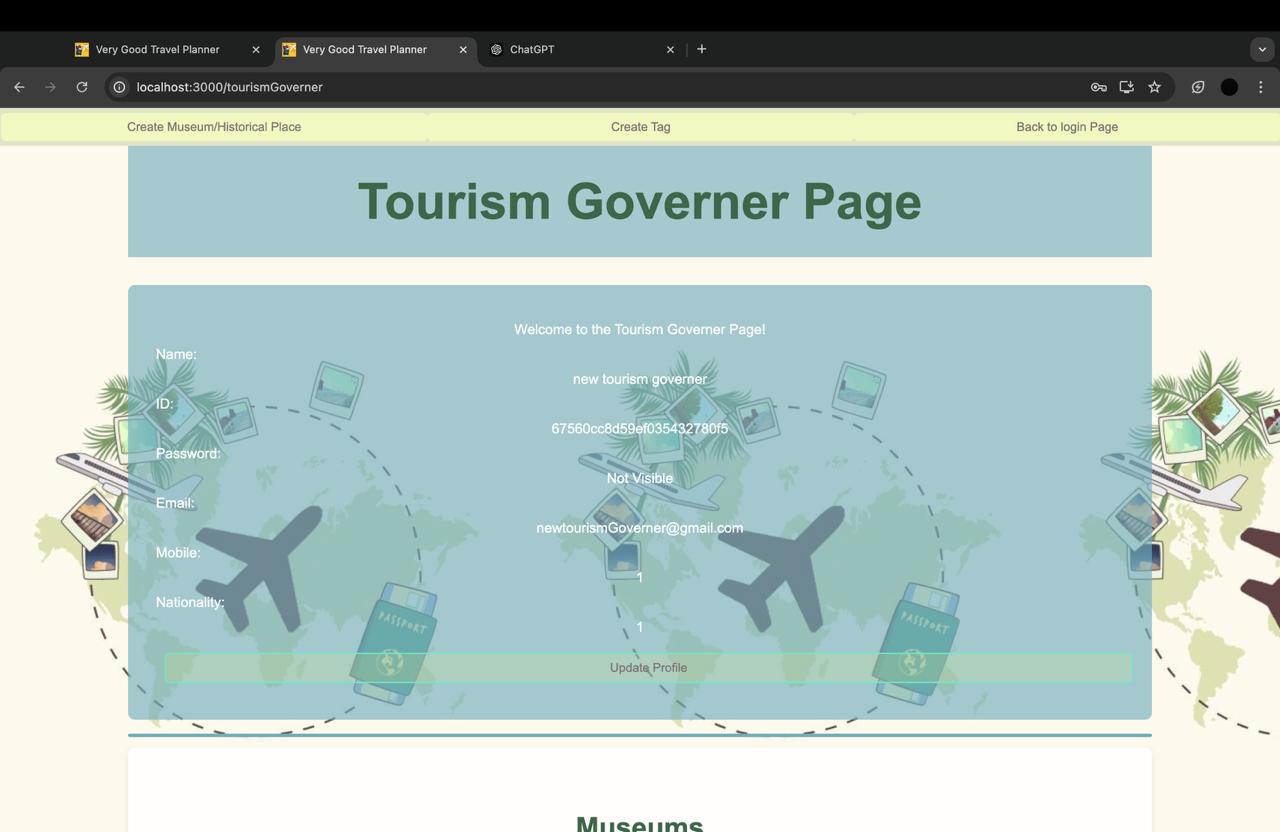 Very Good Travel Planner
Very Good Travel Planner
ChatGPT
localhost:3000/tourismGoverner
Create Museum/Historical Place
Create Tag
Back to login Page
Tourism Governer Page
Welcome to the Tourism Governer Page!
Name:
new tourism governer
ID:
67560cc8d59ef035432780f5
Password:
Not Visible
Email:
newtourismGoverner@gmail.com
Mobile:
1
Nationality:
1
PASSPORT
PASSPORT
Update Profile
Museums